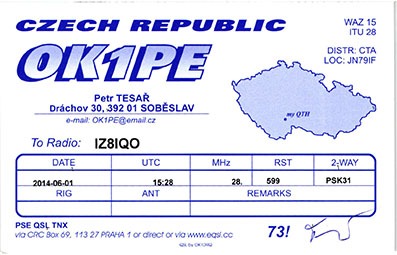 CZECH REPUBLIC
WAZ 15
ITU 28
OK1PE
DISTR: CTA
LOC: JN79IF
Petr TESAŘ
Dráchov 30, 392 01 SOBĚSLAV
e-mail: OK1PE@email.cz
my QTH
To Radio: IZ8IQO
DATE UTC MHz RST 2-WAY
2014-06-01 15:28 28. 599 PSK31
RIG ANT REMARKS
PSE QSL TNX
via CRC Box 69, 113 27 PRAHA 1 or direct or via www.eqsl.cc
73!